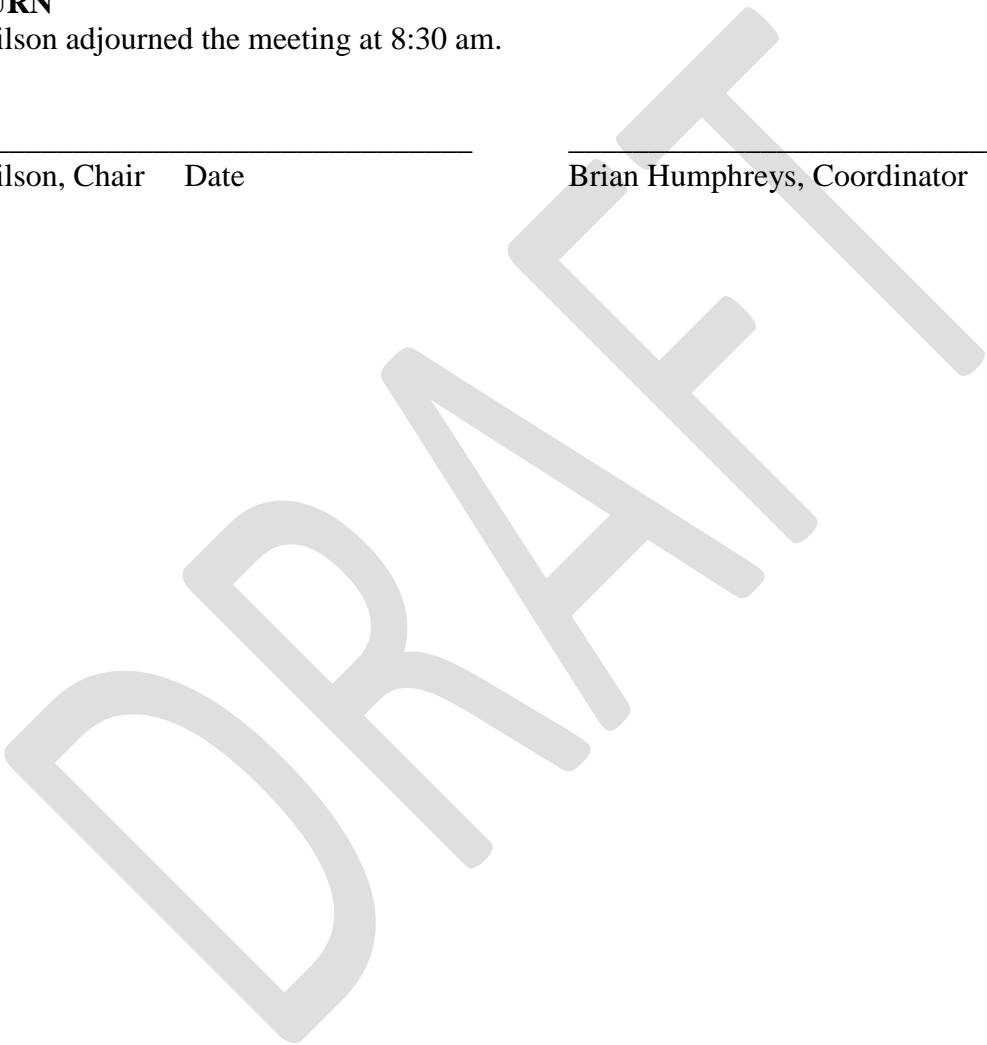 URN
ilson adjourned the meeting at 8:30 am.
ilson, Chair Date Brian Humphreys, Coordinator
DRAFT